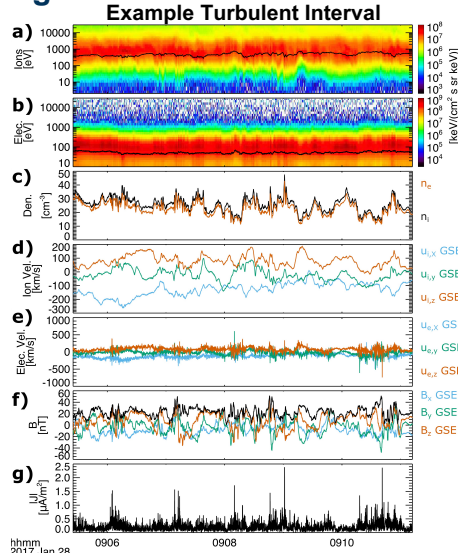 Example Turbulent Interval
a)
Ions
[eV]
10000
1000
100
10
10⁸
10⁷
10⁶
10⁵
10⁴
10³
b)
Elec.
[eV]
10000
1000
100
10
10⁹
10⁸
10⁷
10⁶
10⁵
10⁴
[keV/(cm² s sr keV)]
c)
Den.
[cm⁻³]
50
40
30
20
10
0
nₑ
nᵢ
d)
Ion Vel.
[km/s]
200
100
0
-100
-200
-300
uᵢ,X GSE
uᵢ,y GSE
uᵢ,z GSE
e)
Elec. Vel.
[km/s]
1000
500
0
-500
-1000
uₑ,X GSE
uₑ,y GSE
uₑ,z GSE
f)
B
[nT]
60
40
20
0
-20
-40
-60
Bₓ GSE
Bᵧ GSE
B_z GSE
g)
|J|
[μA/m²]
2.5
2.0
1.5
1.0
0.5
0.0
hhmm
0906
0908
0910
2017 Jan 28